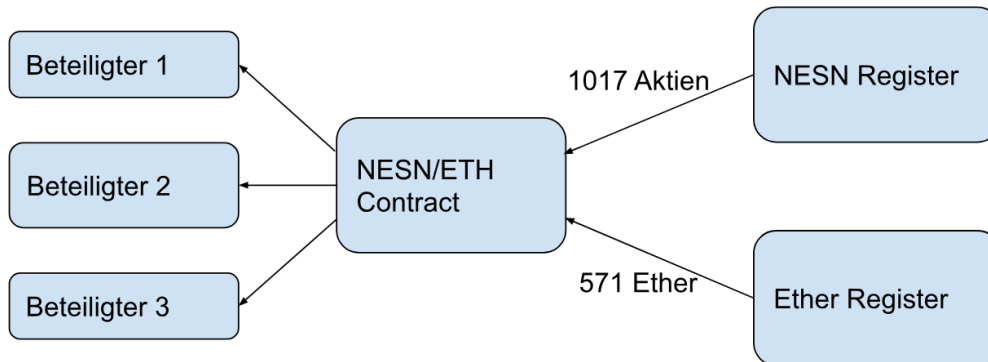 Beteiligter 1
Beteiligter 2
Beteiligter 3
NESN/ETH
Contract
1017 Aktien
571 Ether
NESN Register
Ether Register